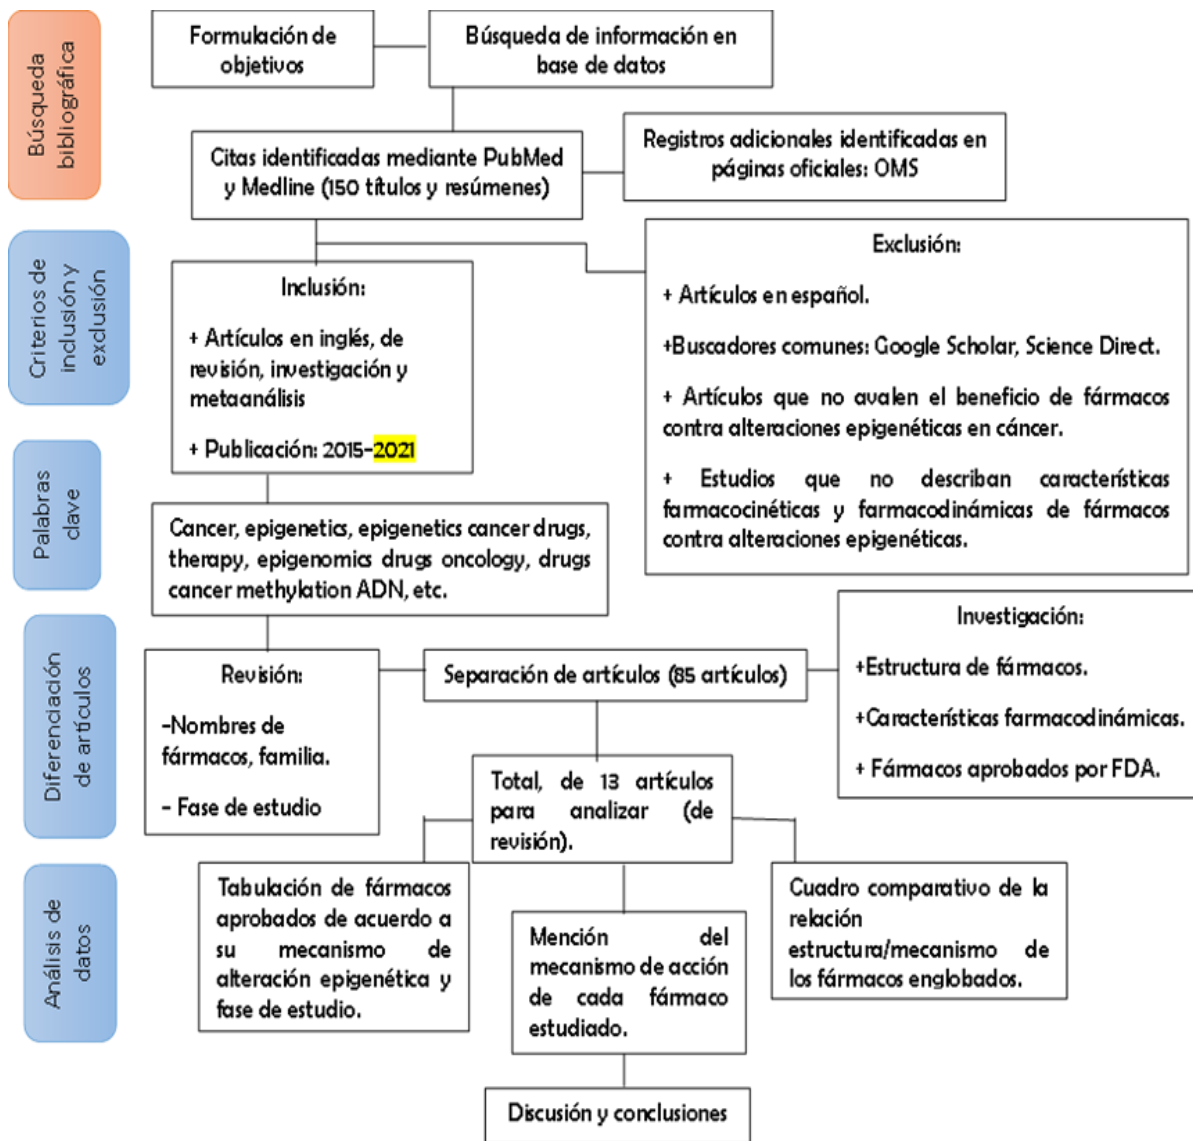 Búsqueda
bibliográfica
Formulación de
objetivos
Búsqueda de información en
base de datos
Citas identificadas mediante PubMed
y Medline (150 títulos y resúmenes)
Registros adicionales identificadas en
páginas oficiales: OMS
Criterios de
inclusión y
exclusión
Inclusión:
+ Artículos en inglés, de
revisión, investigación y
metaanálisis
+ Publicación: 2015-2021
Exclusión:
+ Artículos en español.
+Buscadores comunes: Google Scholar, Science Direct.
+ Artículos que no avalen el beneficio de fármacos
contra alteraciones epigenéticas en cáncer.
+ Estudios que no describan características
farmacocinéticas y farmacodinámicas de fármacos
contra alteraciones epigenéticas.
Palabras
clave
Cancer, epigenetics, epigenetics cancer drugs,
therapy, epigenomics drugs oncology, drugs
cancer methylation ADN, etc.
Diferenciación
de artículos
Revisión:
-Nombres de
fármacos, familia.
- Fase de estudio
Separación de artículos (85 artículos)
Investigación:
+Estructura de fármacos.
+Características farmacodinámicas.
+ Fármacos aprobados por FDA.
Total, de 13 artículos
para analizar (de
revisión).
Análisis de
datos
Tabulación de fármacos
aprobados de acuerdo a
su mecanismo de
alteración epigenética y
fase de estudio.
Mención del
mecanismo de acción
de cada fármaco
estudiado.
Cuadro comparativo de la
relación
estructura/mecanismo de
los fármacos englobados.
Discusión y conclusiones